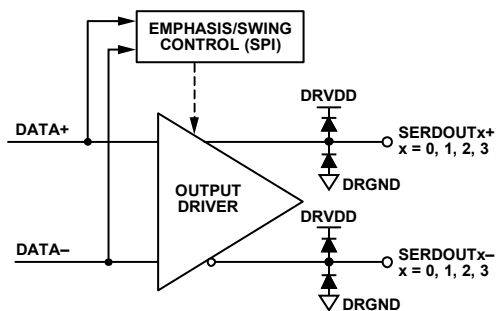 EMPHASIS/SWING
CONTROL (SPI)
DRVDD
DATA+
SERDOUTx+
x = 0, 1, 2, 3
DRGND
OUTPUT
DRIVER
DRVDD
DATA–
SERDOUTx–
x = 0, 1, 2, 3
DRGND